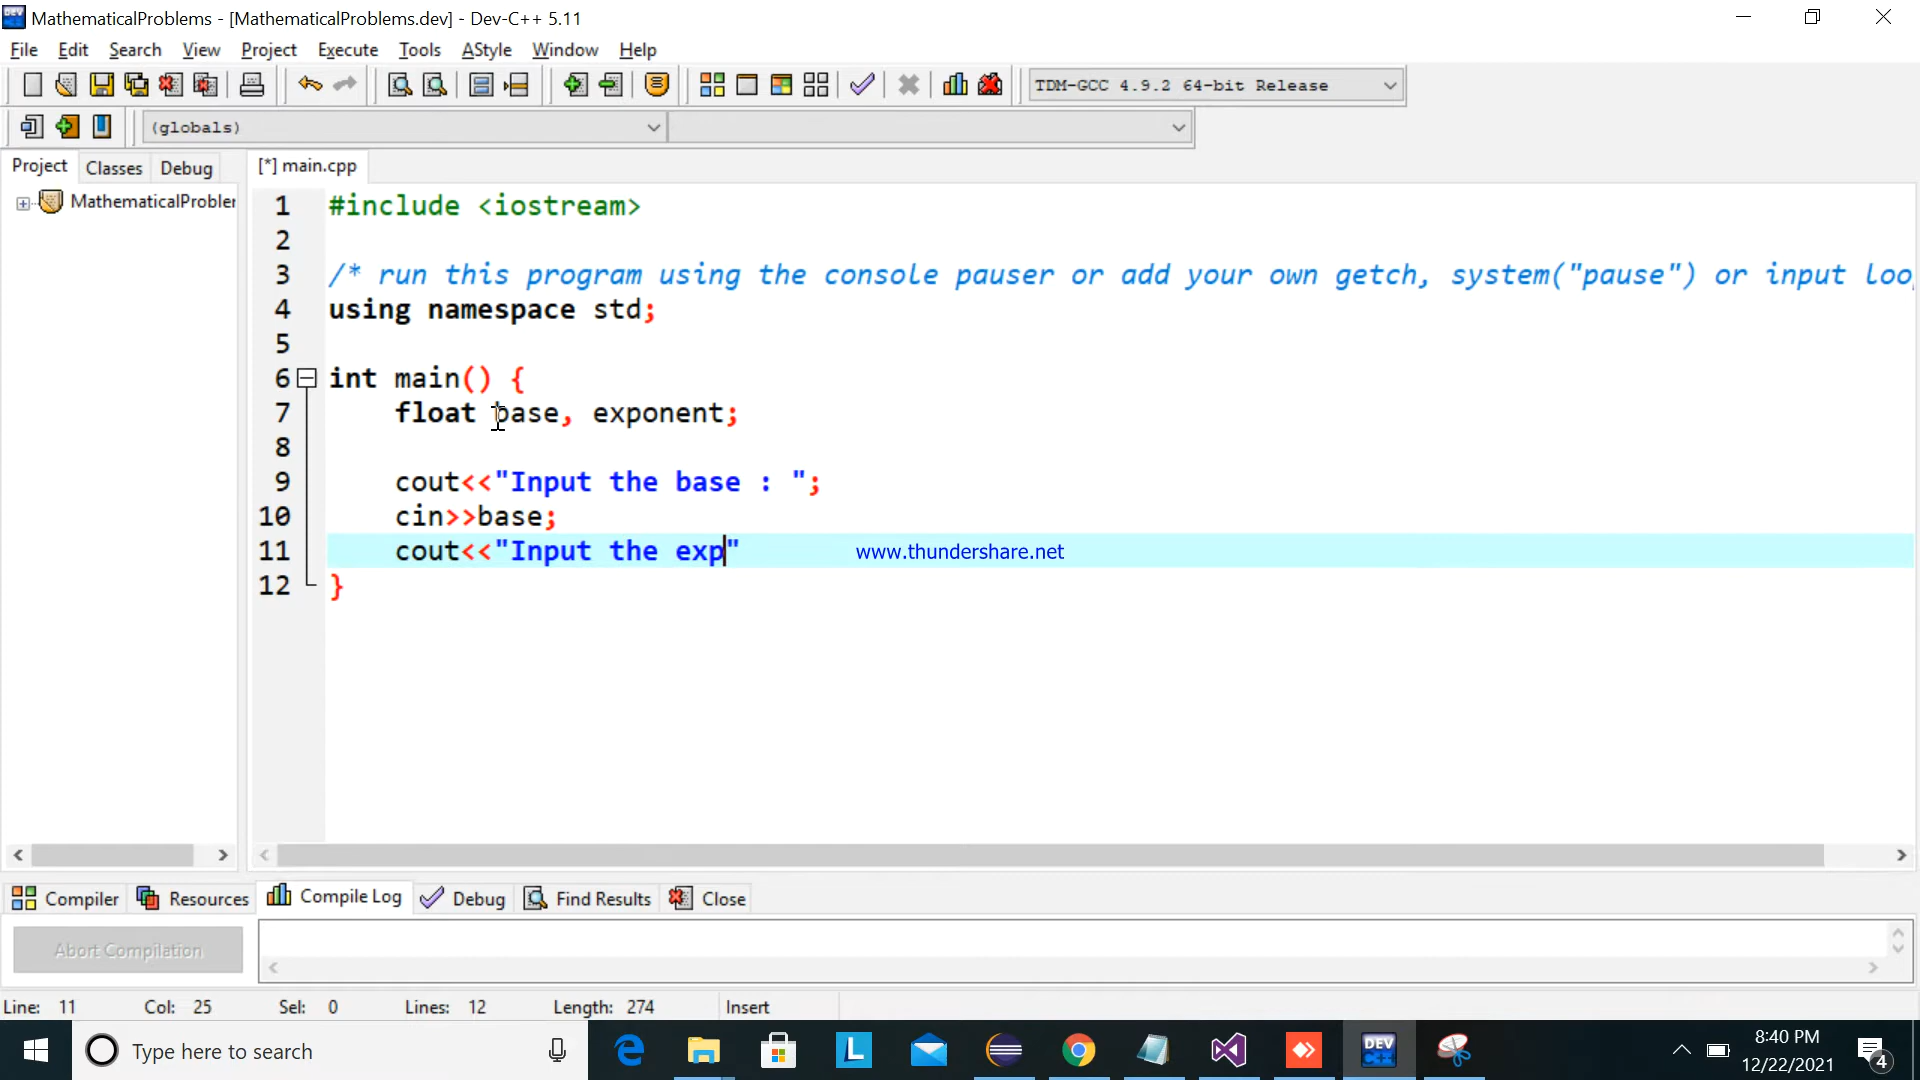 MathematicalProblems - [MathematicalProblems.dev] - Dev-C++ 5.11
File Edit Search View Project Execute Tools AStyle Window Help
TDM-GCC 4.9.2 64-bit Release
(globals)
Project Classes Debug [*] main.cpp
MathematicalProbler
1 #include <iostream>
2
3 /* run this program using the console pauser or add your own getch, system("pause") or input loo
4 using namespace std;
5
6 int main() {
7 float base, exponent;
8
9 cout<<"Input the base : ";
10 cin>>base;
11 cout<<"Input the exp"
www.thundershare.net
12 }
Compiler Resources Compile Log Debug Find Results Close
Abort Compilation
Line: 11 Col: 25 Sel: 0 Lines: 12 Length: 274 Insert
Type here to search
L
DEV
8:40 PM
12/22/2021
4